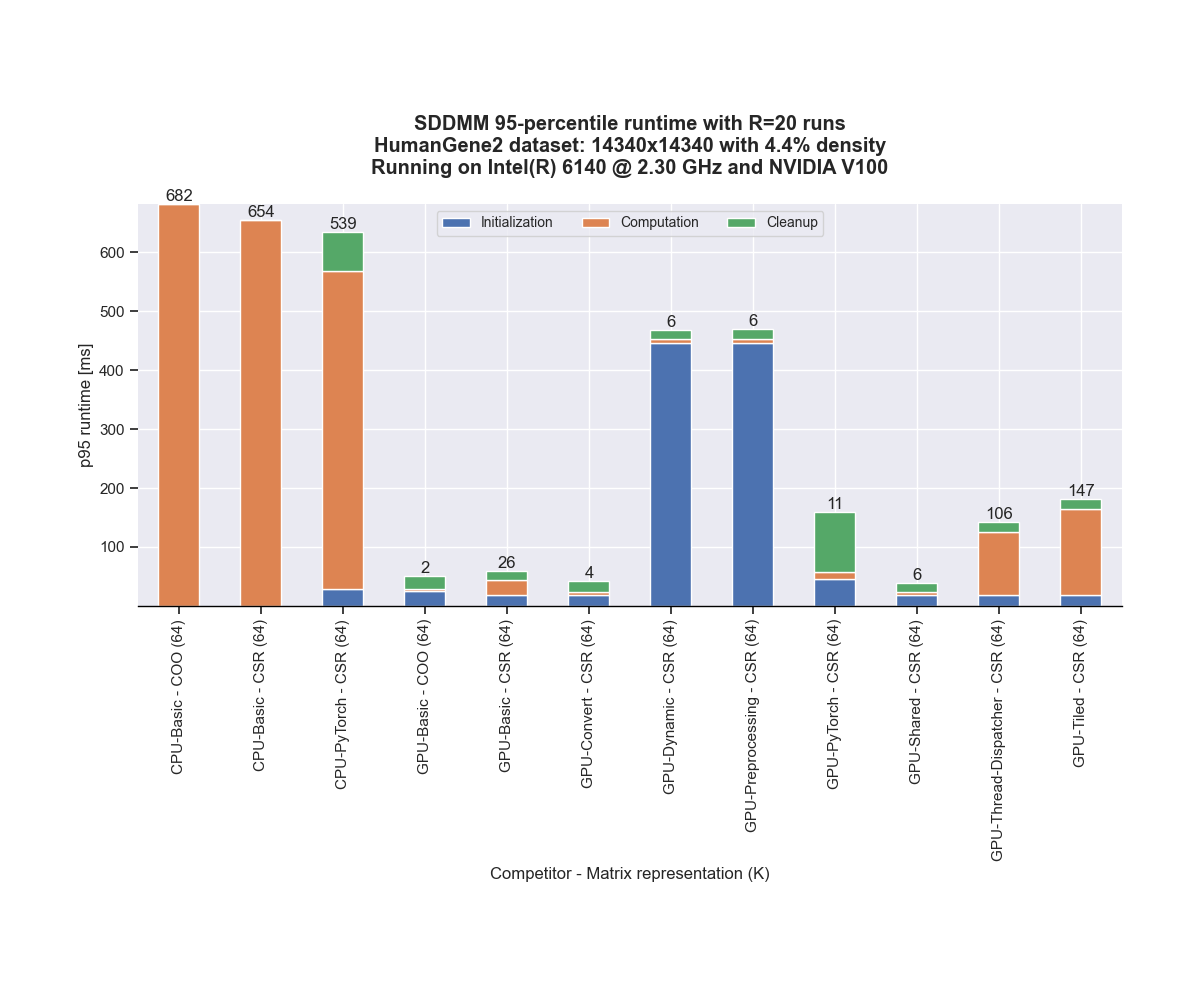 SDDMM 95-percentile runtime with R=20 runs
HumanGene2 dataset: 14340x14340 with 4.4% density
Running on Intel(R) 6140 @ 2.30 GHz and NVIDIA V100
Initialization
Computation
Cleanup
682
654
539
2
26
4
6
6
11
6
106
147
p95 runtime [ms]
600
500
400
300
200
100
CPU-Basic - COO (64)
CPU-Basic - CSR (64)
CPU-PyTorch - CSR (64)
GPU-Basic - COO (64)
GPU-Basic - CSR (64)
GPU-Convert - CSR (64)
GPU-Dynamic - CSR (64)
GPU-Preprocessing - CSR (64)
GPU-PyTorch - CSR (64)
GPU-Shared - CSR (64)
GPU-Thread-Dispatcher - CSR (64)
GPU-Tiled - CSR (64)
Competitor - Matrix representation (K)